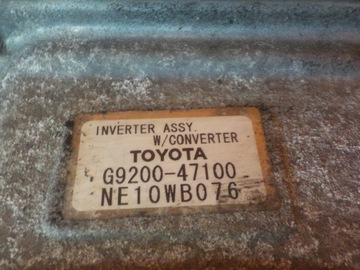 INVERTER ASSY.
W/CONVERTER
TOYOTA
G9200-47100
NE10WB076